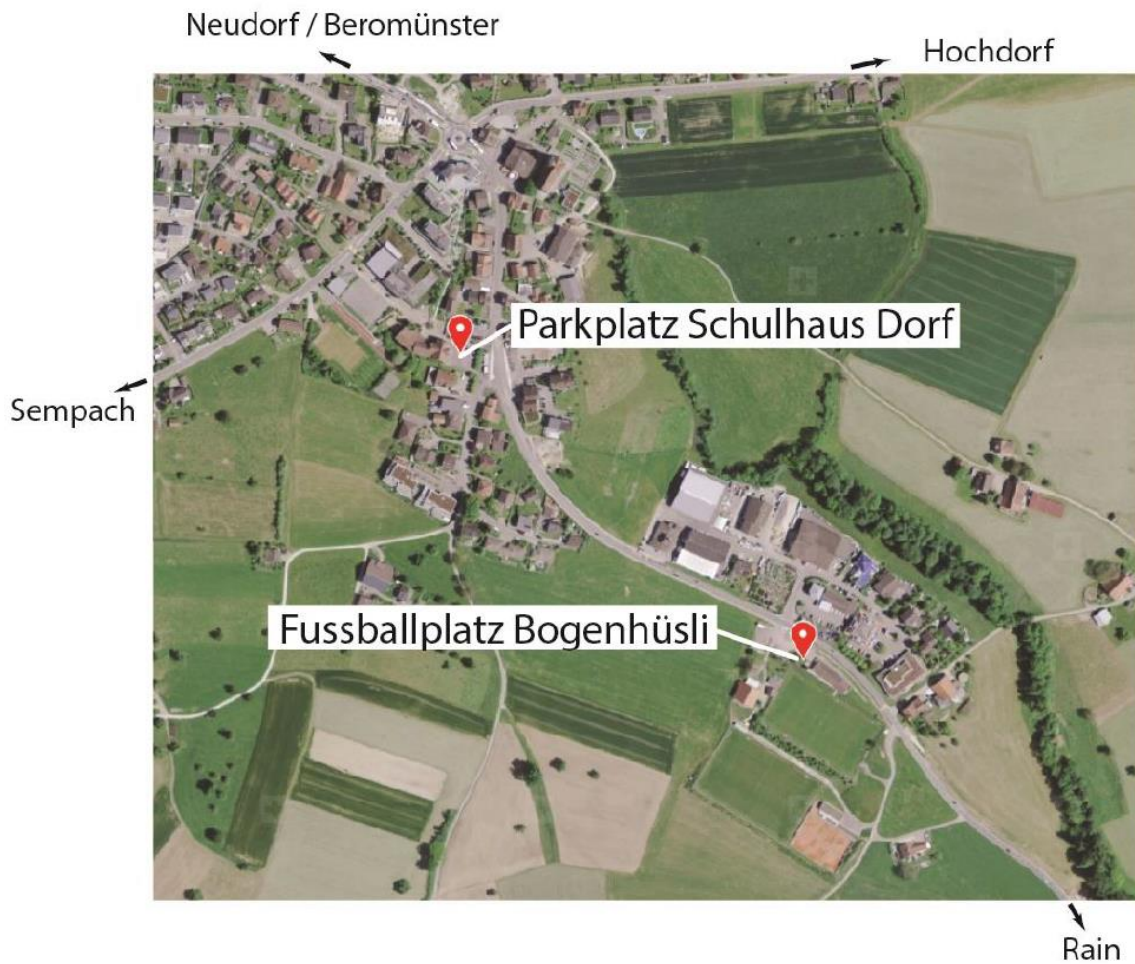 Neudorf / Beromünster
Hochdorf
Parkplatz Schulhaus Dorf
Sempach
Fussballplatz Bogenhüsli
Rain